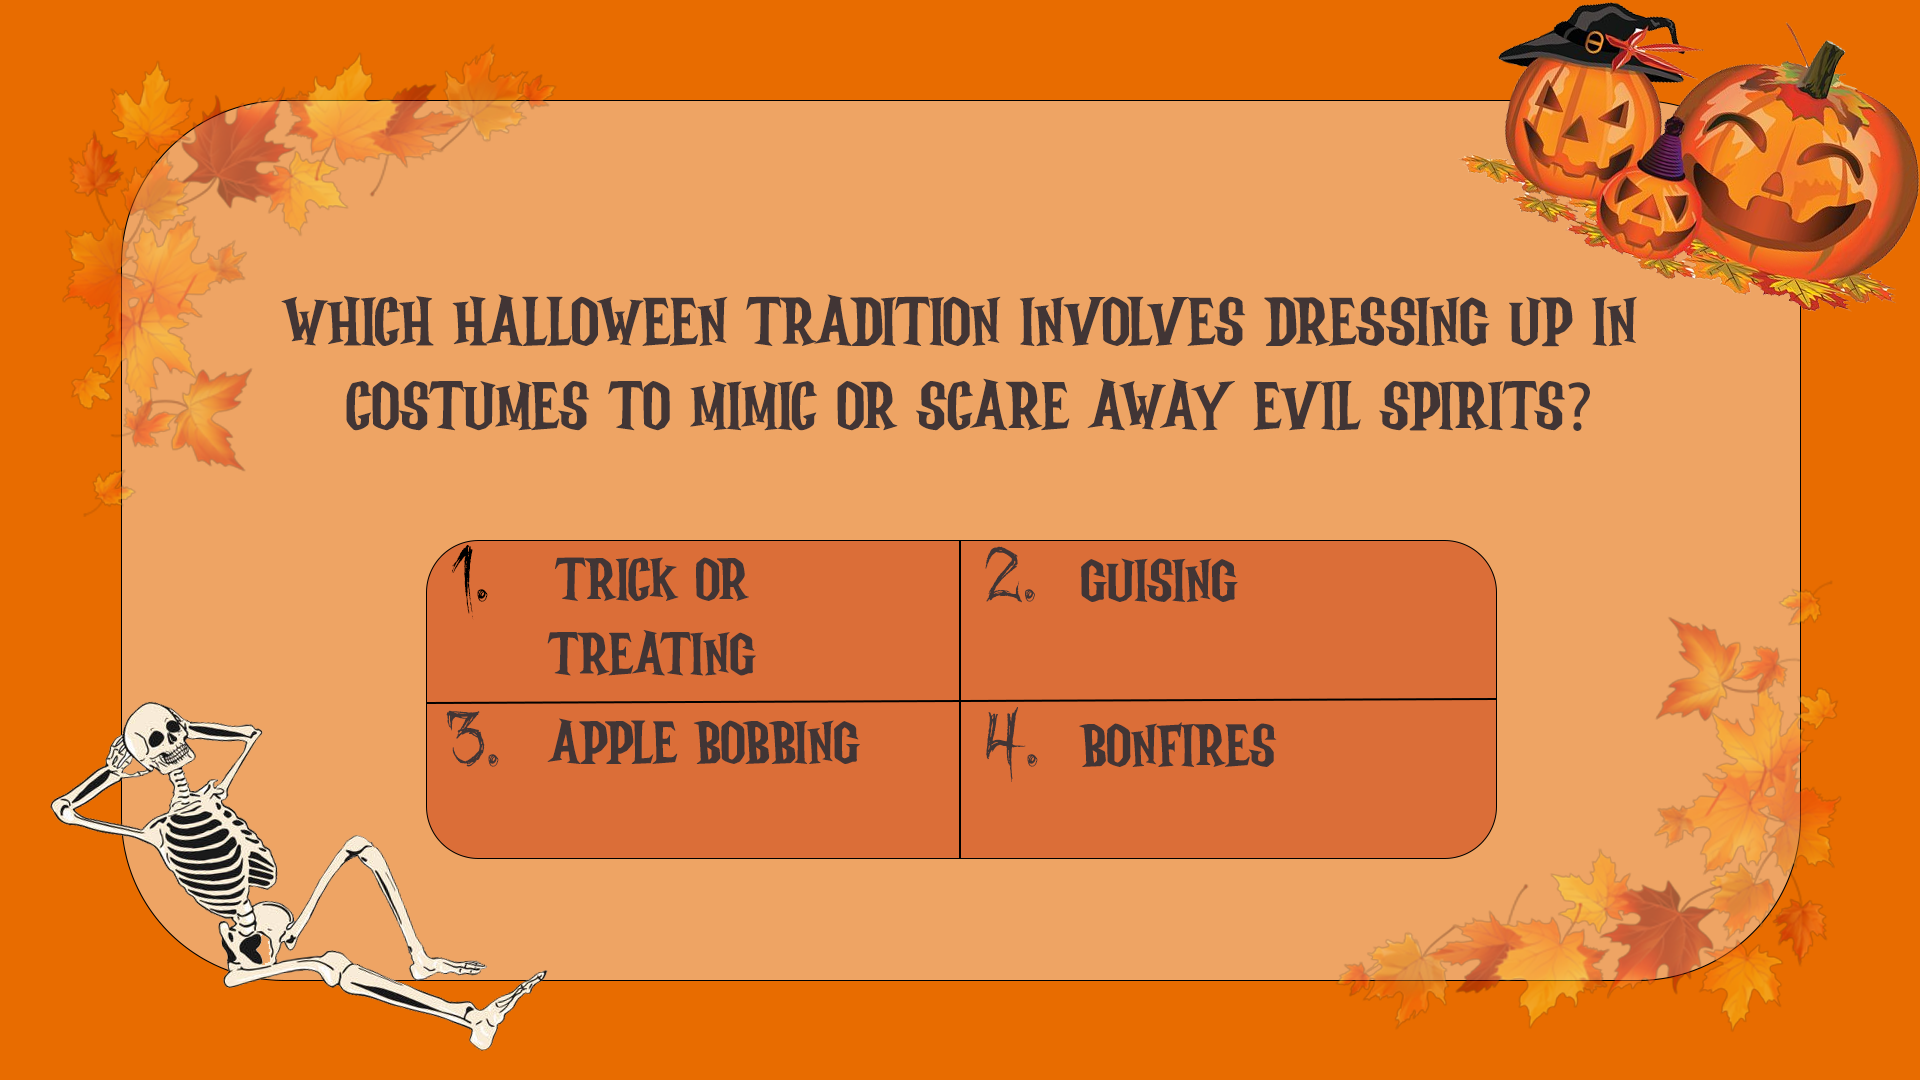 WHICH HALLOWEEN TRADITION INVOLVES DRESSING UP IN
COSTUMES TO MIMIC OR SCARE AWAY EVIL SPIRITS?
1. TRICK OR
TREATING
2. GUISING
3. APPLE BOBBING
4. BONFIRES